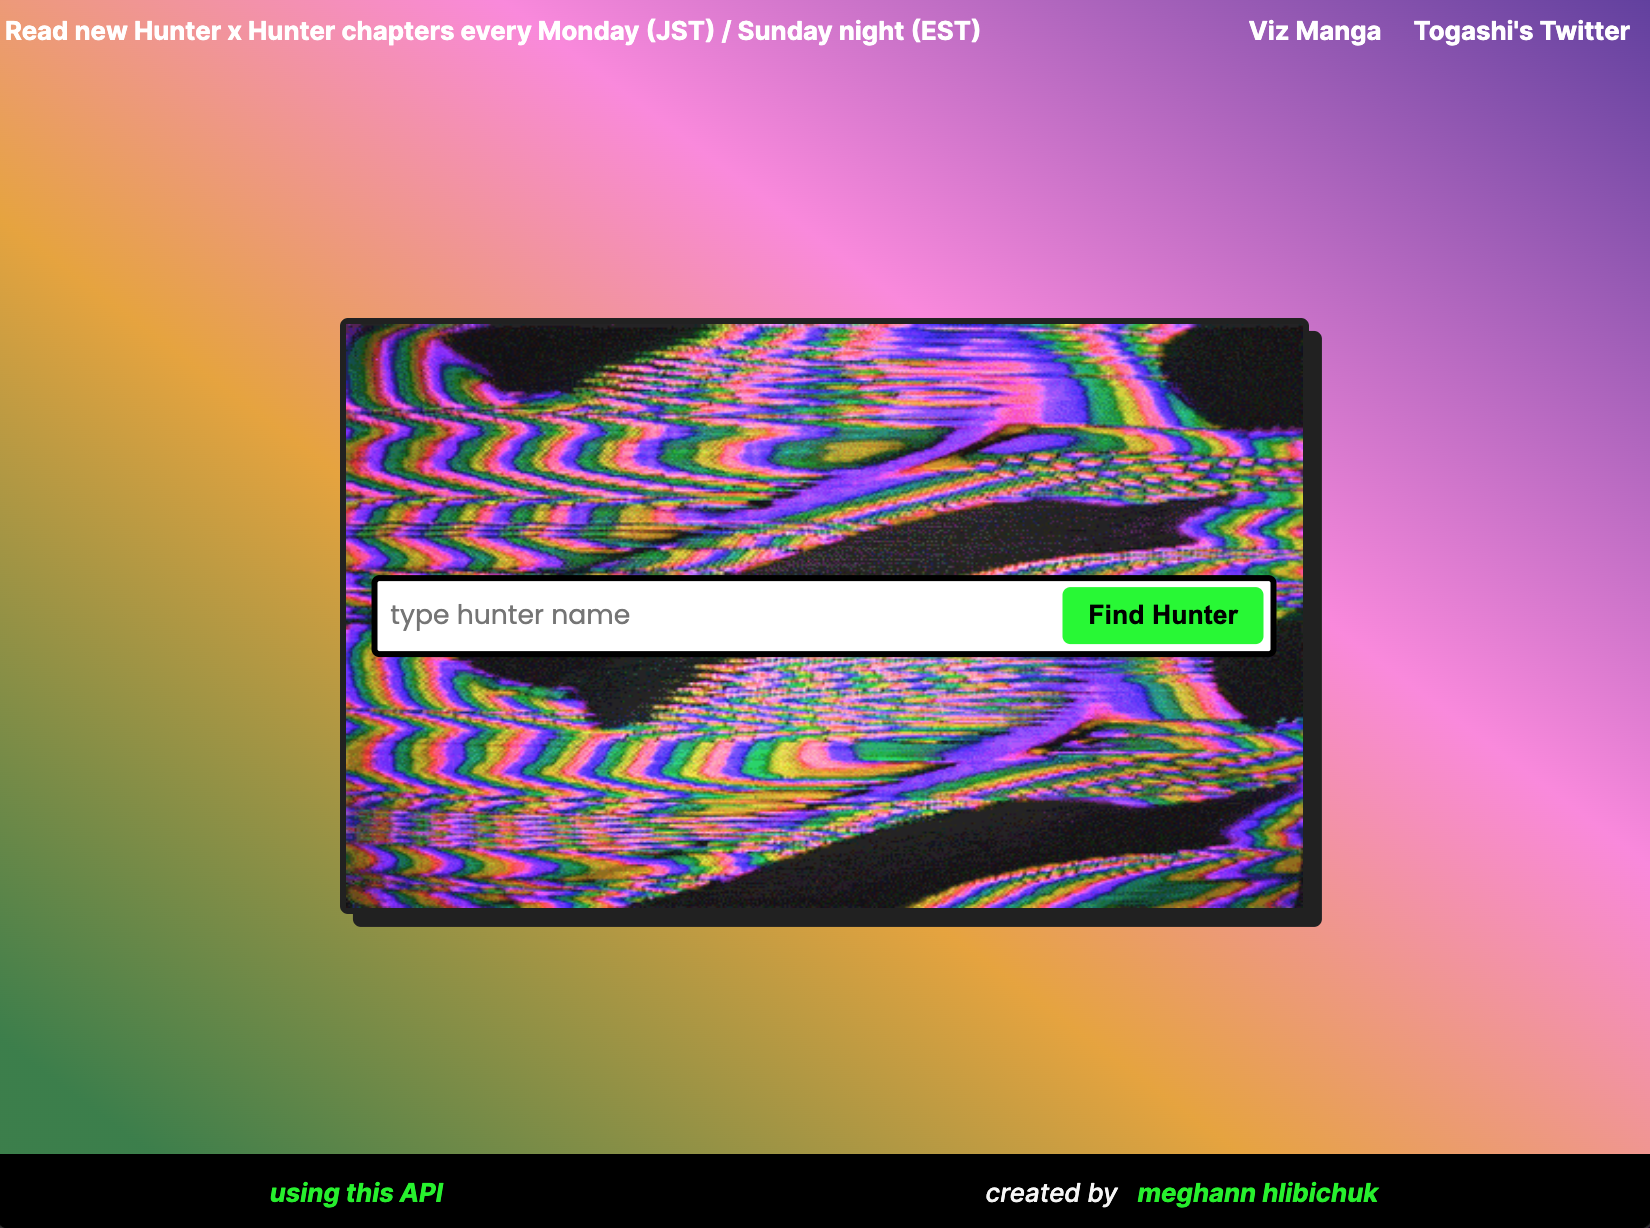 Read new Hunter x Hunter chapters every Monday (JST) / Sunday night (EST)
Viz Manga
Togashi's Twitter
type hunter name
Find Hunter
using this API
created by meghann hlibichuk